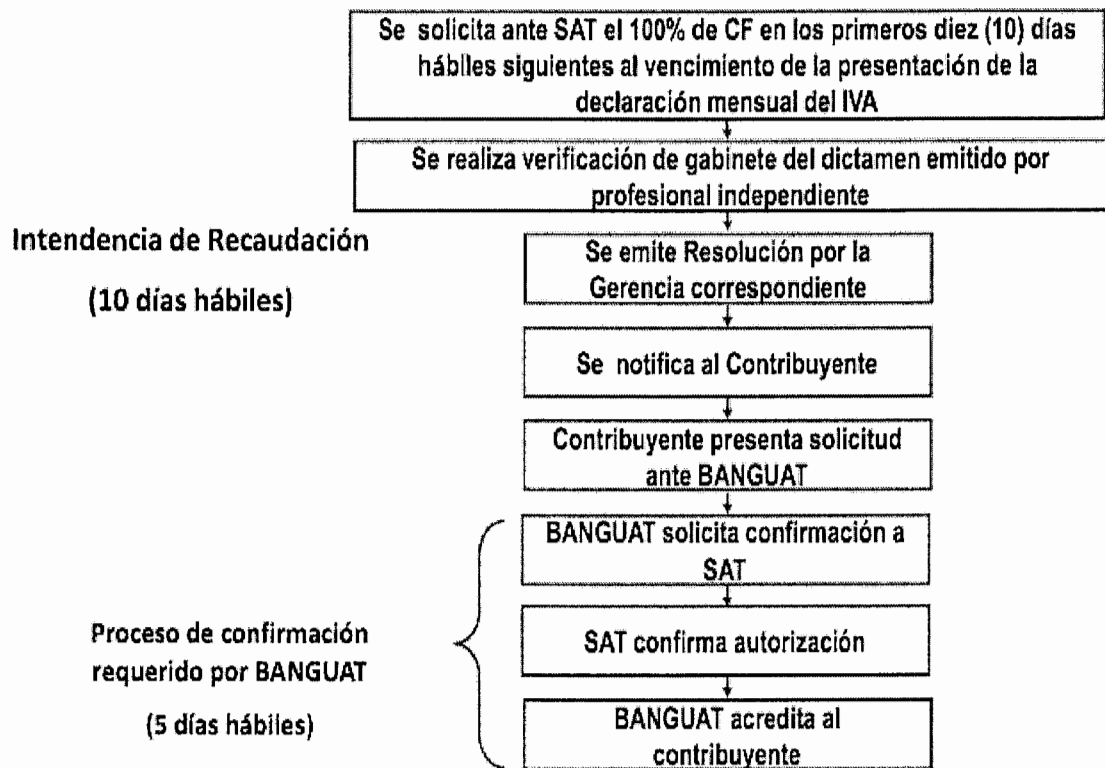 Se solicita ante SAT el 100% de CF en los primeros diez (10) días
hábiles siguientes al vencimiento de la presentación de la
declaración mensual del IVA
Se realiza verificación de gabinete del dictamen emitido por
profesional independiente
Intendencia de Recaudación
(10 días hábiles)
Se emite Resolución por la
Gerencia correspondiente
Se notifica al Contribuyente
Contribuyente presenta solicitud
ante BANGUAT
BANGUAT solicita confirmación a
SAT
Proceso de confirmación
requerido por BANGUAT
(5 días hábiles)
SAT confirma autorización
BANGUAT acredita al
contribuyente